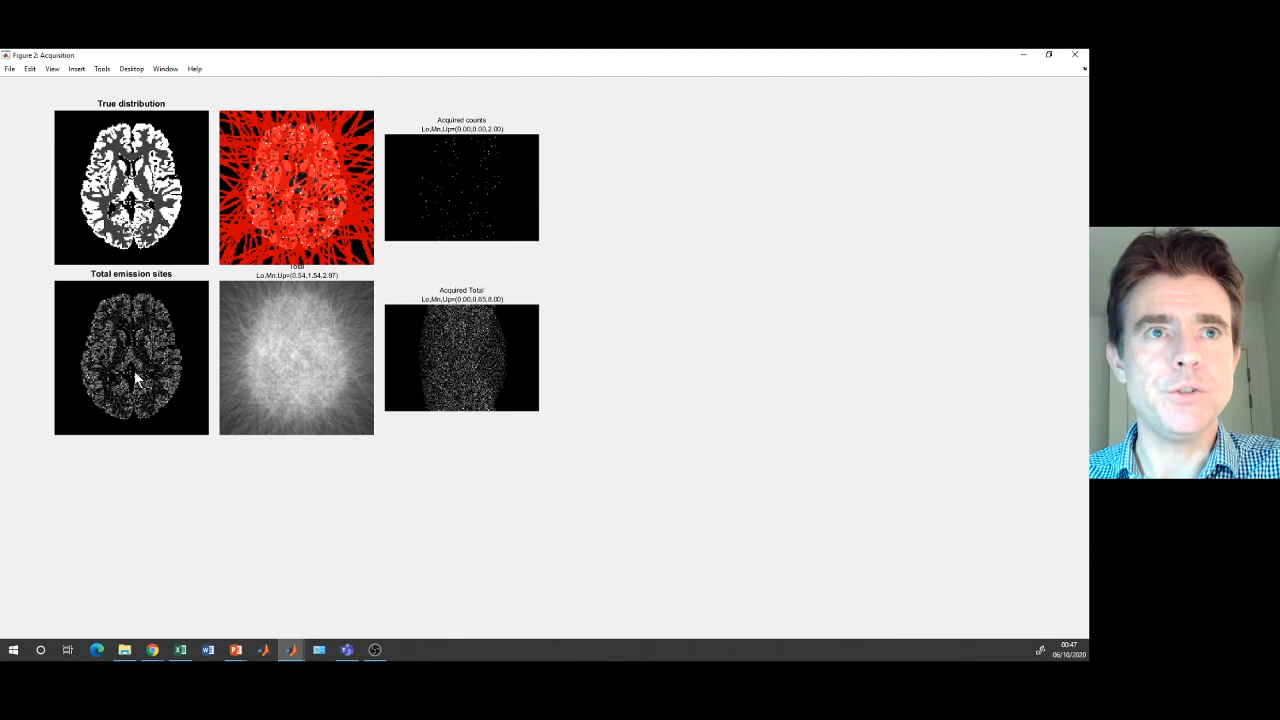 Figure 2: Acquisition
File Edit View Insert Tools Desktop Window Help
True distribution
Acquired counts
Lo,Mn,Up=(0.00,0.00,2.00)
Total emission sites
Total
Lo,Mn,Up=(0.54,1.54,2.97)
Acquired Total
Lo,Mn,Up=(0.00,0.65,8.00)
00:47
06/10/2020